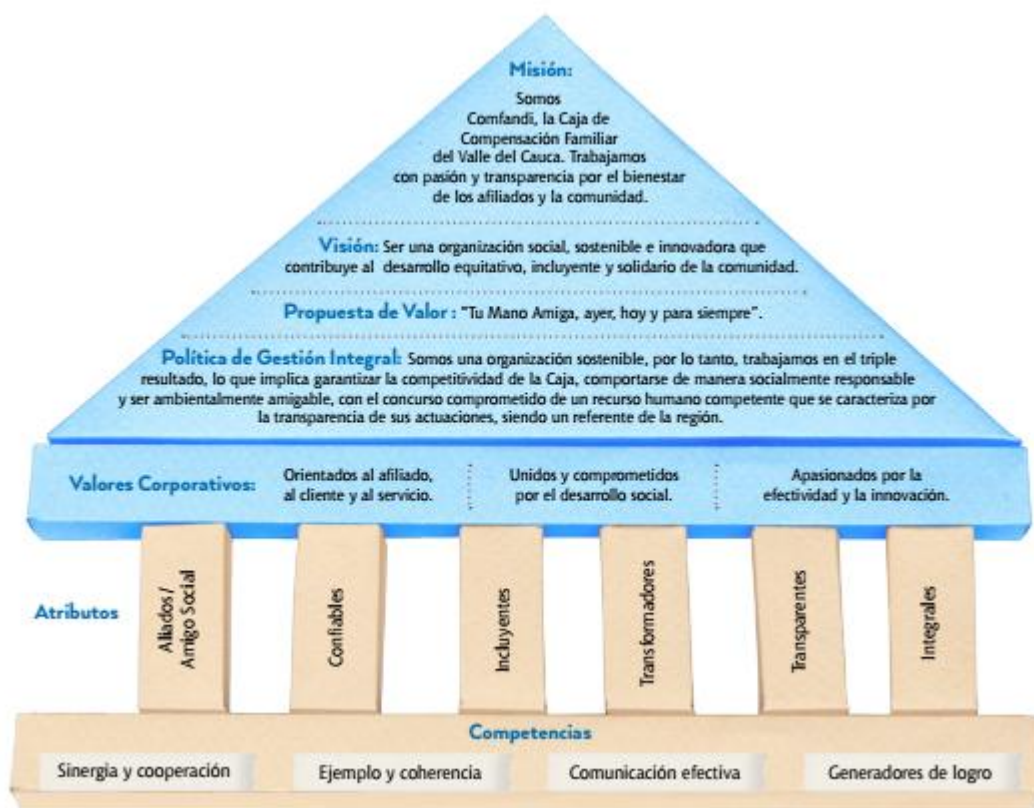 Misión:
Somos
Comfandi, la Caja de
Compensación Familiar
del Valle del Cauca. Trabajamos
con pasión y transparencia por el bienestar
de los afiliados y la comunidad.
Visión: Ser una organización social, sostenible e innovadora que
contribuye al desarrollo equitativo, incluyente y solidario de la comunidad.
Propuesta de Valor : "Tu Mano Amiga, ayer, hoy y para siempre".
Política de Gestión Integral: Somos una organización sostenible, por lo tanto, trabajamos en el triple
resultado, lo que implica garantizar la competitividad de la Caja, comportarse de manera socialmente responsable
y ser ambientalmente amigable, con el concurso comprometido de un recurso humano competente que se caracteriza por
la transparencia de sus actuaciones, siendo un referente de la región.
Valores Corporativos:
Orientados al afiliado,
al cliente y al servicio.
Unidos y comprometidos
por el desarrollo social.
Apasionados por la
efectividad y la innovación.
Atributos
Aliados /
Amigo Social
Confiables
Incluyentes
Transformadores
Transparentes
Integrales
Competencias
Sinergia y cooperación
Ejemplo y coherencia
Comunicación efectiva
Generadores de logro